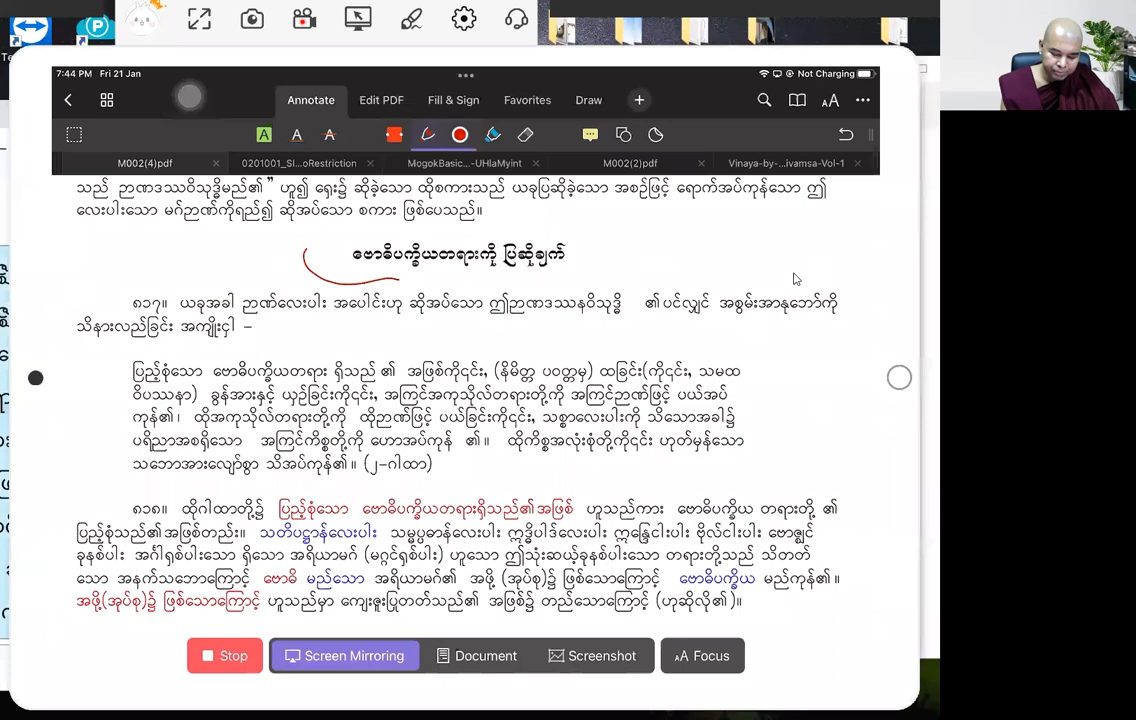 7:44 PM Fri 21 Jan
Not Charging
Annotate Edit PDF Fill & Sign Favorites Draw
M002(4)pdf 0201001_SI...oRestriction MogokBasic...-UHlaMyint M002(2)pdf Vinaya-by-...ivamsa-Vol-1
သည် ဉာဏဒဿဝိသုဒ္ဓိမည်၏” ဟူ၍ ရှေး၌ ဆိုခဲ့သော ထိုစကားသည် ယခုပြဆိုခဲ့သော အစဉ်ဖြင့် ရောက်အပ်ကုန်သော ဤ
လေးပါးသော မဂ်ဉာဏ်ကိုရည်၍ ဆိုအပ်သော စကား ဖြစ်ပေသည်။
ဗောဓိပက္ခိယတရားကို ပြဆိုချက်
၈၁၇။ ယခုအခါ ဉာဏ်လေးပါး အပေါင်းဟု ဆိုအပ်သော ဤဉာဏဒဿနဝိသုဒ္ဓိ ၏ပင်လျှင် အစွမ်းအာနုဘော်ကို
သိနားလည်ခြင်း အကျိုးငှါ –
ပြည့်စုံသော ဗောဓိပက္ခိယတရား ရှိသည် ၏ အဖြစ်ကို၎င်း, (နိမိတ္တ ပဝတ္တမှ) ထခြင်း(ကို၎င်း, သမထ
ဝိပဿနာ) ခွန်အားနှင့် ယှဉ်ခြင်းကို၎င်း, အကြင်အကုသိုလ်တရားတို့ကို အကြင်ဉာဏ်ဖြင့် ပယ်အပ်
ကုန်၏၊ ထိုအကုသိုလ်တရားတို့ကို ထိုဉာဏ်ဖြင့် ပယ်ခြင်းကို၎င်း, သစ္စာလေးပါးကို သိသောအခါ၌
ပရိညာအစရှိသော အကြင်ကိစ္စတို့ကို ဟောအပ်ကုန် ၏။ ထိုကိစ္စအလုံးစုံတို့ကို၎င်း ဟုတ်မှန်သော
သဘောအားလျော်စွာ သိအပ်ကုန်၏။ (၂–ဂါထာ)
၈၁၈။ ထိုဂါထာတို့၌ ပြည့်စုံသော ဗောဓိပက္ခိယတရားရှိသည်၏အဖြစ် ဟူသည်ကား ဗောဓိပက္ခိယ တရားတို့ ၏
ပြည့်စုံသည်၏အဖြစ်တည်း။ သတိပဋ္ဌာန်လေးပါး သမ္မပ္ပဓာန်လေးပါး ဣဒ္ဓိပါဒ်လေးပါး ဣန္ဒြေငါးပါး ဗိုလ်ငါးပါး ဗောဇ္ဈင်
ခုနစ်ပါး အင်္ဂါရှစ်ပါးသော ရှိသော အရိယာမဂ် (မဂ္ဂင်ရှစ်ပါး) ဟူသော ဤသုံးဆယ့်ခုနစ်ပါးသော တရားတို့သည် သိတတ်
သော အနက်သဘောကြောင့် ဗောဓိ မည်သော အရိယာမဂ်၏ အဖို့ (အုပ်စု)၌ ဖြစ်သောကြောင့် ဗောဓိပက္ခိယ မည်ကုန်၏။
အဖို့(အုပ်စု)၌ ဖြစ်သောကြောင့် ဟူသည်မှာ ကျေးဇူးပြုတတ်သည်၏ အဖြစ်၌ တည်သောကြောင့် (ဟုဆိုလို၏)။
Stop Screen Mirroring Document Screenshot Focus